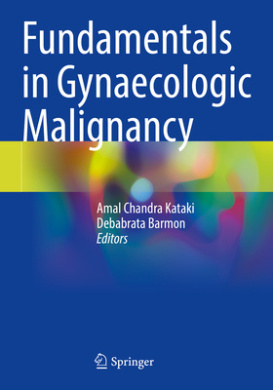 Fundamentals
in Gynaecologic
Malignancy
Amal Chandra Kataki
Debabrata Barmon
Editors
Springer